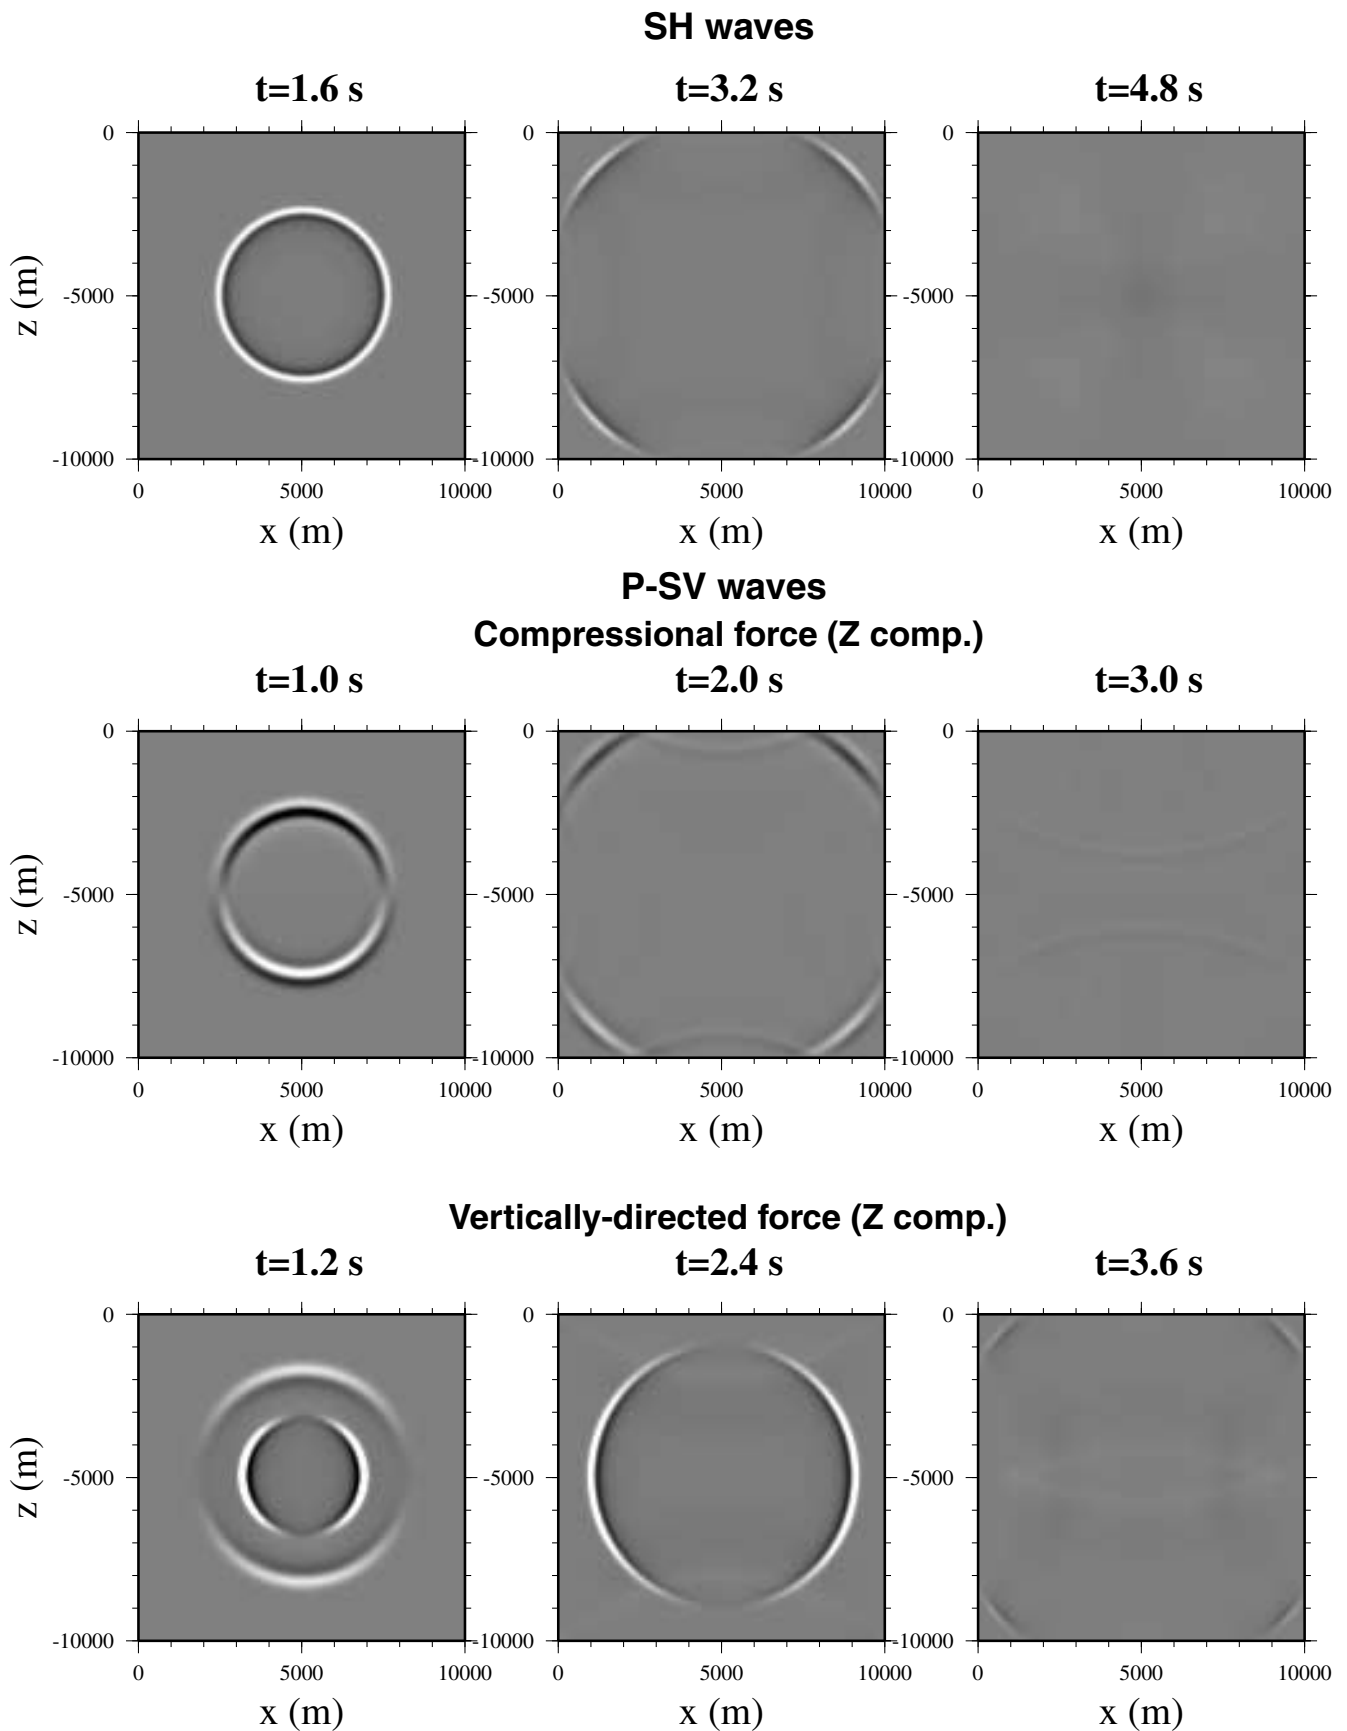 SH waves
t=1.6 s t=3.2 s t=4.8 s
0 0 0
z (m) -5000 -5000 -5000
-10000 -10000 -10000
0 5000 10000 0 5000 10000 0 5000 10000
x (m) x (m) x (m)
P-SV waves
Compressional force (Z comp.)
t=1.0 s t=2.0 s t=3.0 s
0 0 0
z (m) -5000 -5000 -5000
-10000 -10000 -10000
0 5000 10000 0 5000 10000 0 5000 10000
x (m) x (m) x (m)
Vertically-directed force (Z comp.)
t=1.2 s t=2.4 s t=3.6 s
0 0 0
z (m) -5000 -5000 -5000
-10000 -10000 -10000
0 5000 10000 0 5000 10000 0 5000 10000
x (m) x (m) x (m)